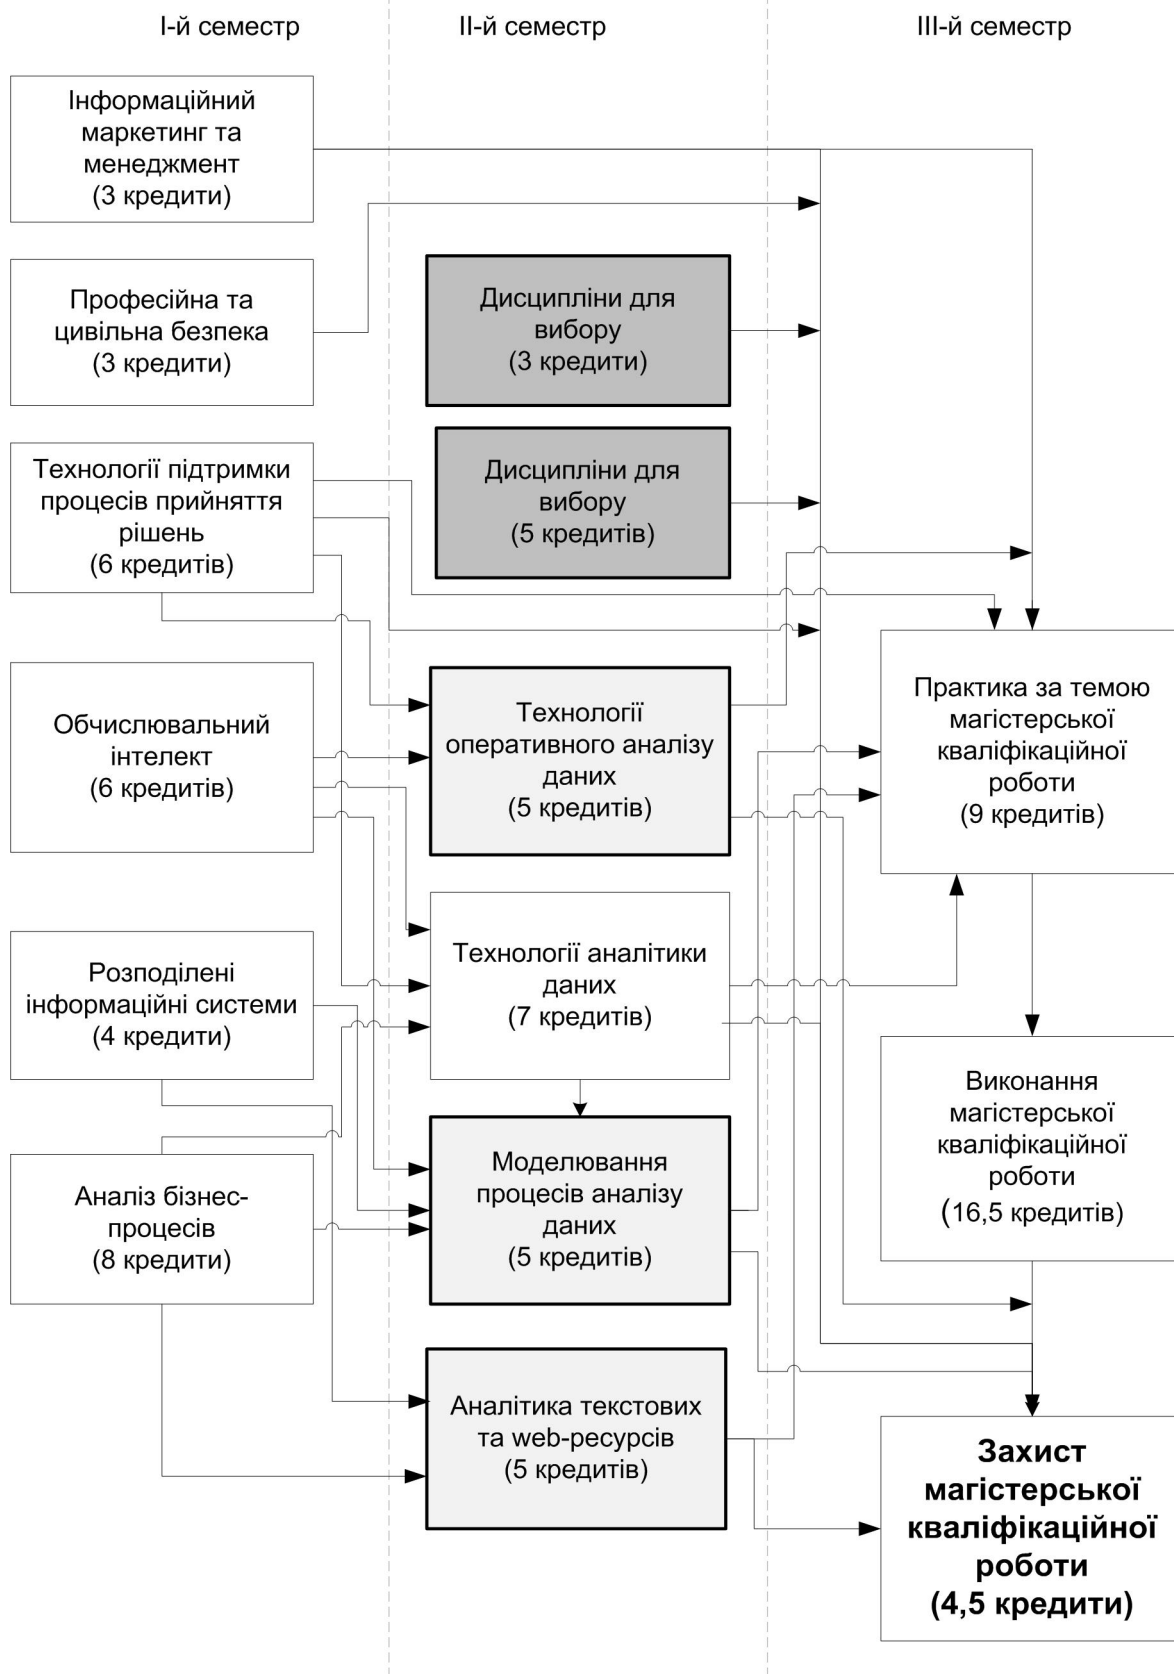 І-й семестр
ІІ-й семестр
ІІІ-й семестр
Інформаційний
маркетинг та
менеджмент
(3 кредити)
Професійна та
цивільна безпека
(3 кредити)
Технології підтримки
процесів прийняття
рішень
(6 кредитів)
Обчислювальний
інтелект
(6 кредитів)
Розподілені
інформаційні системи
(4 кредити)
Аналіз бізнес-
процесів
(8 кредити)
Дисципліни для
вибору
(3 кредити)
Дисципліни для
вибору
(5 кредитів)
Технології
оперативного аналізу
даних
(5 кредитів)
Технології аналітики
даних
(7 кредитів)
Моделювання
процесів аналізу
даних
(5 кредитів)
Аналітика текстових
та web-ресурсів
(5 кредитів)
Практика за темою
магістерської
кваліфікаційної
роботи
(9 кредитів)
Виконання
магістерської
кваліфікаційної
роботи
(16,5 кредитів)
Захист
магістерської
кваліфікаційної
роботи
(4,5 кредити)